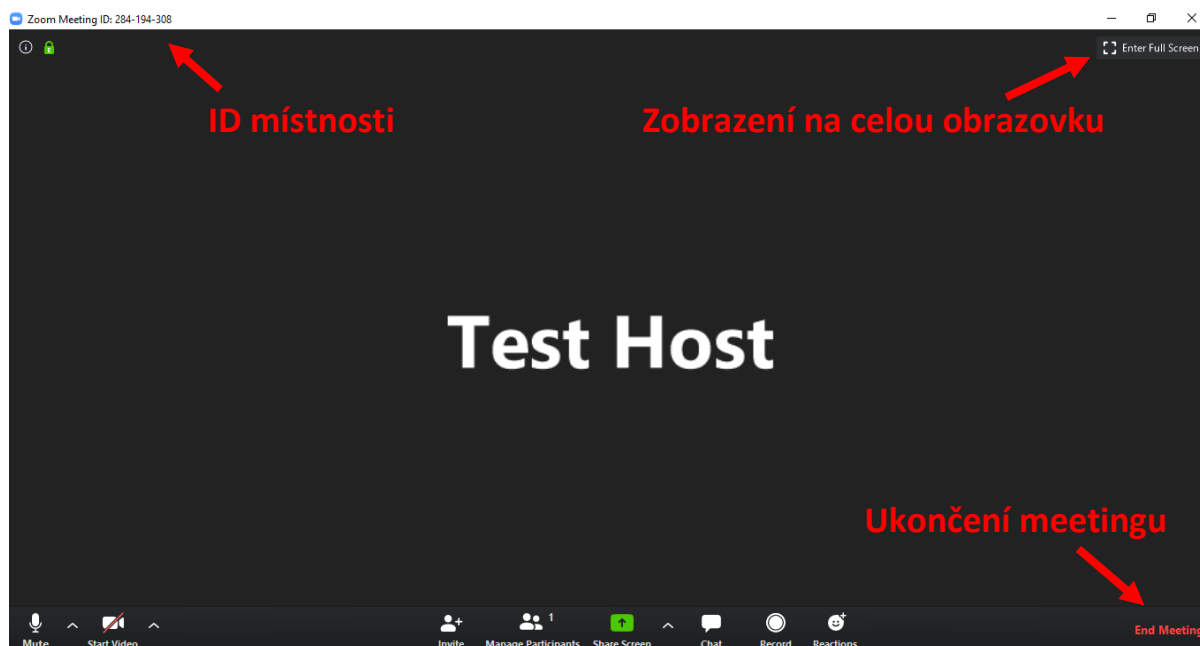 Zoom Meeting ID: 284-194-308
Enter Full Screen
ID místnosti
Zobrazení na celou obrazovku
Test Host
Ukončení meetingu
1
End Meeting
Mute
Start Video
Invite
Manage Participants
Share Screen
Chat
Record
Reactions